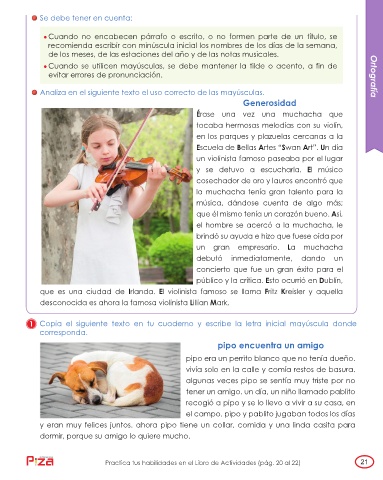 Se debe tener en cuenta:
• Cuando no encabecen párrafo o escrito, o no formen parte de un título, se
recomienda escribir con minúscula inicial los nombres de los días de la semana,
de los meses, de las estaciones del año y de las notas musicales.
• Cuando se utilicen mayúsculas, se debe mantener la tilde o acento, a fin de
evitar errores de pronunciación.
Ortografía
Analiza en el siguiente texto el uso correcto de las mayúsculas.
Generosidad
Érase una vez una muchacha que
tocaba hermosas melodías con su violín,
en los parques y plazuelas cercanas a la
Escuela de Bellas Artes "Swan Art". Un día
un violinista famoso paseaba por el lugar
y se detuvo a escucharla. El músico
cosechador de oro y lauros encontró que
la muchacha tenía gran talento para la
música, dándose cuenta de algo más;
que él mismo tenía un corazón bueno. Así,
el hombre se acercó a la muchacha, le
brindó su ayuda e hizo que fuese oída por
un gran empresario. La muchacha
debutó inmediatamente, dando un
concierto que fue un gran éxito para el
público y la crítica. Esto ocurrió en Dublín,
que es una ciudad de Irlanda. El violinista famoso se llama Fritz Kreisler y aquella
desconocida es ahora la famosa violinista Lilian Mark.
1 Copia el siguiente texto en tu cuaderno y escribe la letra inicial mayúscula donde
corresponda.
pipo encuentra un amigo
pipo era un perrito blanco que no tenía dueño,
vivía solo en la calle y comía restos de basura.
algunas veces pipo se sentía muy triste por no
tener un amigo, un día, un niño llamado pablito
recogió a pipo y se lo llevo a vivir a su casa, en
el campo, pipo y pablito jugaban todos los días
y eran muy felices juntos, ahora pipo tiene un collar, comida y una linda casita para
dormir, porque su amigo lo quiere mucho.
Piza
Practica tus habilidades en el Libro de Actividades (pág. 20 al 22)
21